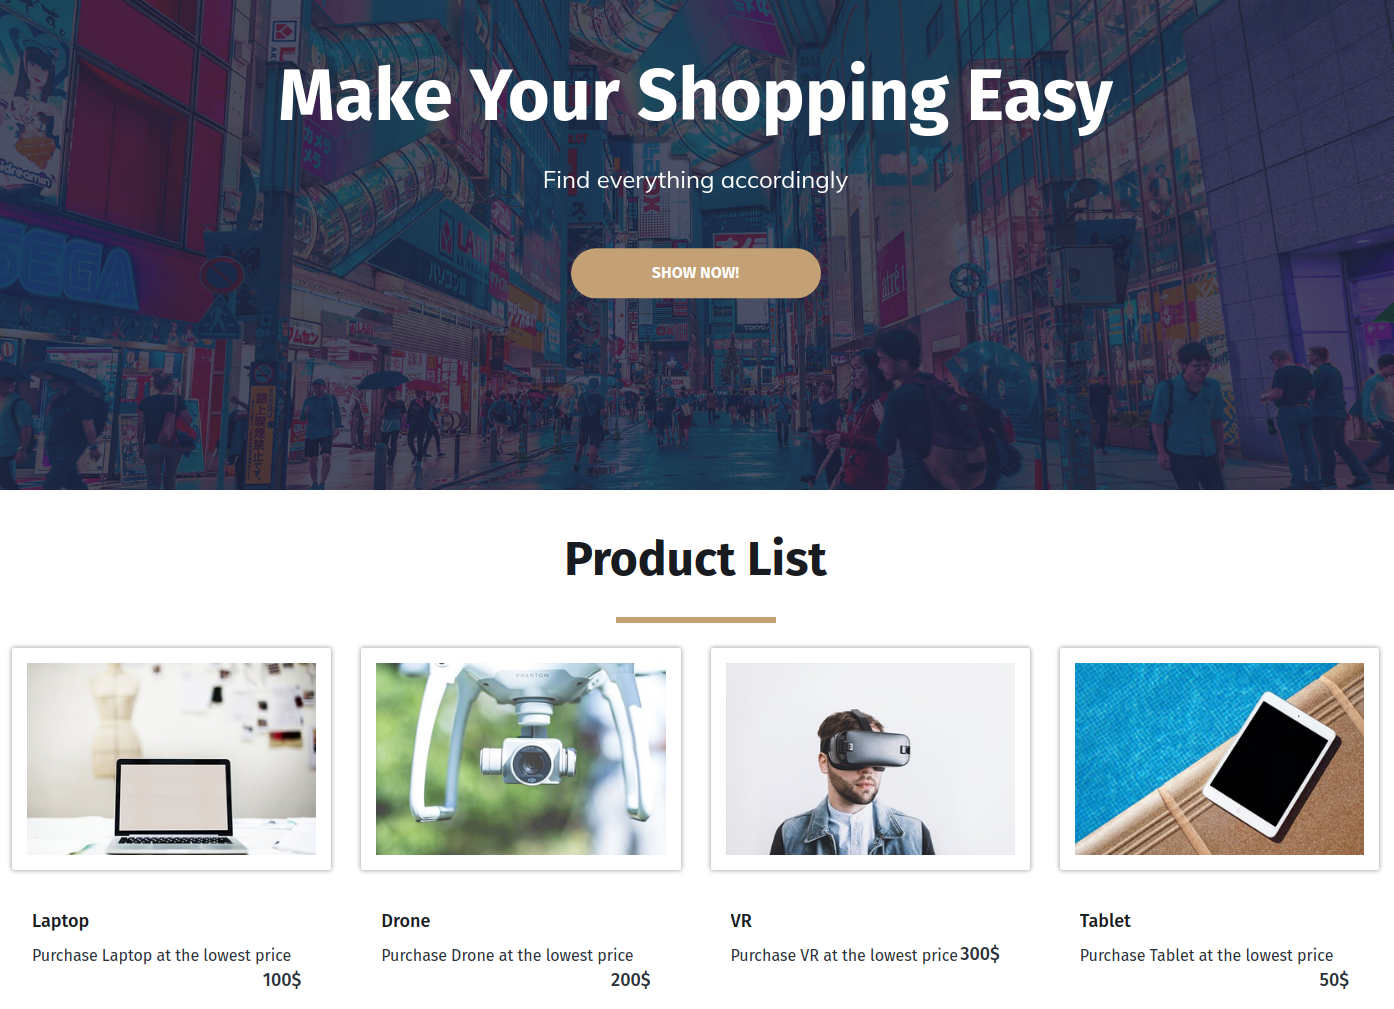 Make Your Shopping Easy
Find everything accordingly
SHOW NOW!
SEGA
Product List
PHANTOM
Laptop
Purchase Laptop at the lowest price
100$
Drone
Purchase Drone at the lowest price
200$
VR
Purchase VR at the lowest price 300$
Tablet
Purchase Tablet at the lowest price
50$